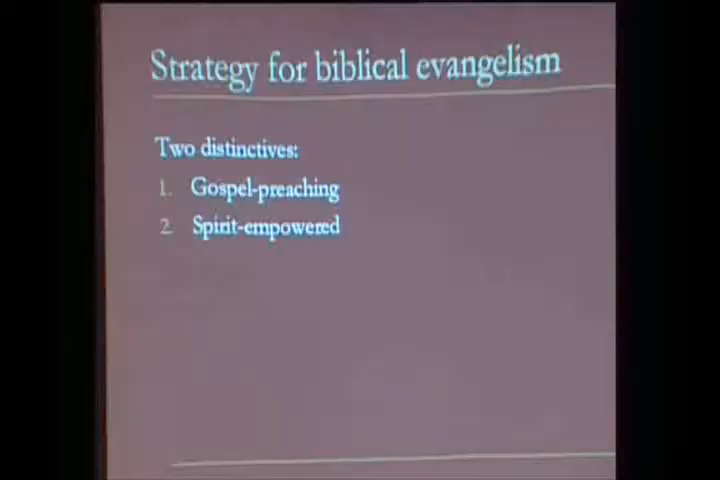 Strategy for biblical evangelism
Two distinctives:
1. Gospel-preaching
2. Spirit-empowered